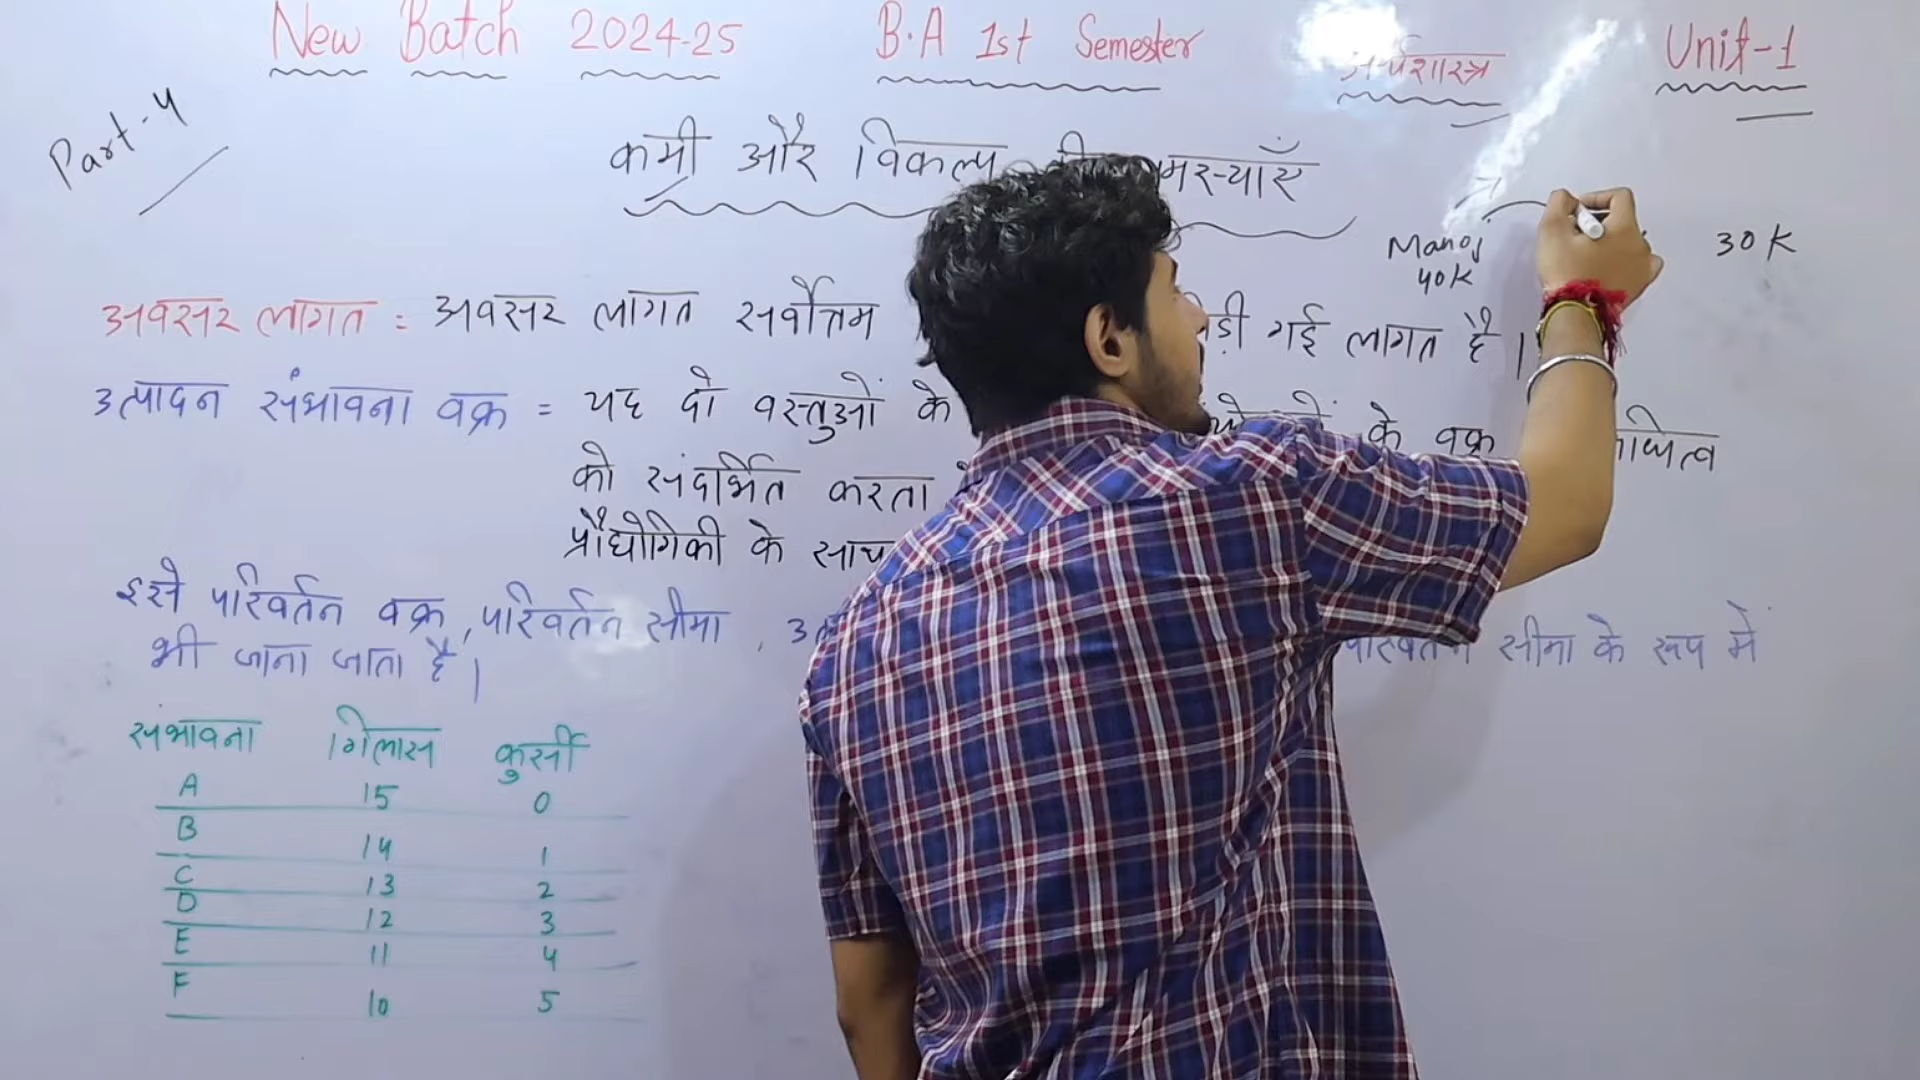 New Batch 2024-25 B.A 1st Semester अर्थशास्त्र Unit-1
Part-4
कमी और विकल्प की समस्याएँ
Manoj 30K
40K
अवसर लागत : अवसर लागत सर्वोत्तम गई लागत है।
उत्पादन संभावना वक्र = यह दो वस्तुओं के के वक्र
को संदर्भित करता
प्रौद्योगिकी के साथ
इसे परिवर्तन वक्र, परिवर्तन सीमा, परिवर्तन सीमा के रूप में
भी जाना जाता है।
संभावना गिलास कुर्सी
A 15 0
B 14 1
C 13 2
D 12 3
E 11 4
F 10 5